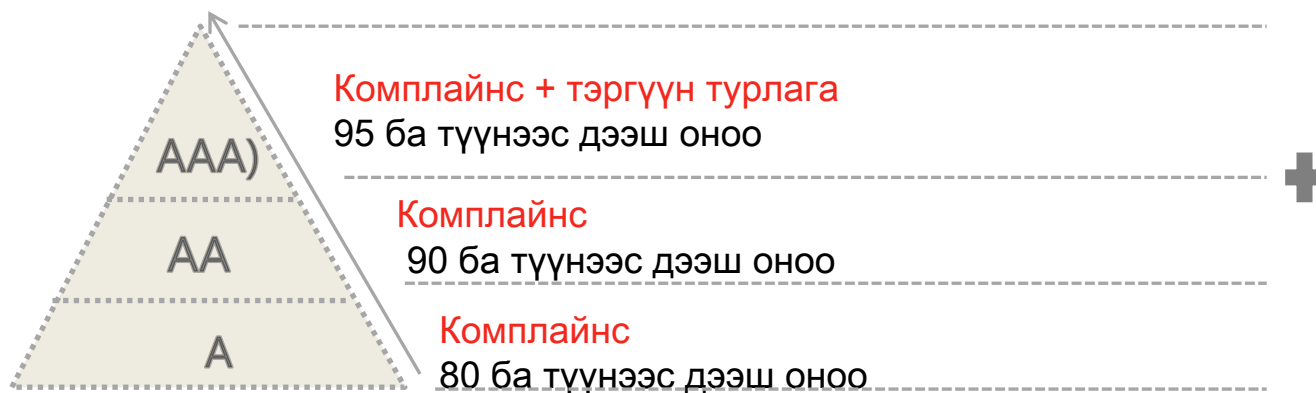 Комплайнс + тэргүүн турлага
95 ба түүнээс дээш оноо
AAA)
Комплайнс
AA
90 ба түүнээс дээш оноо
Комплайнс
A
80 ба түүнээс дээш оноо